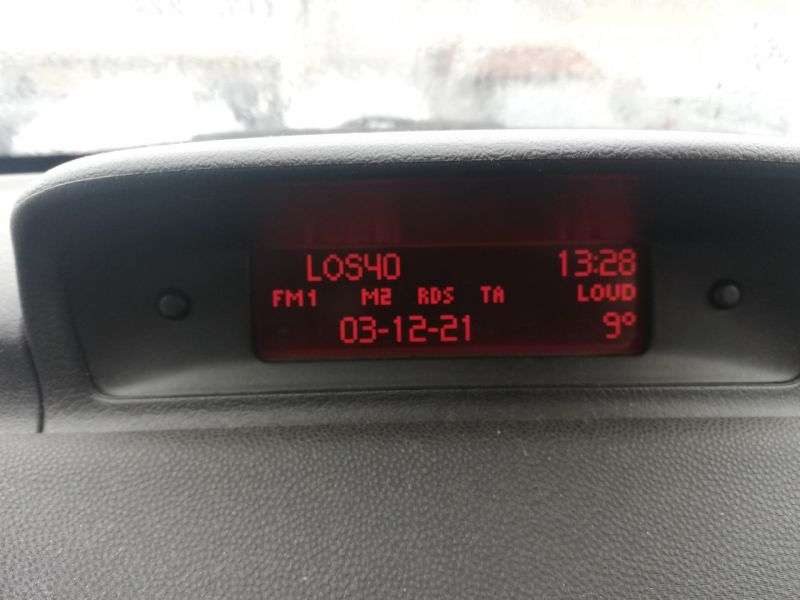 LOS40 13:28
FM1 M2 RDS TA LOUD
03-12-21 9°